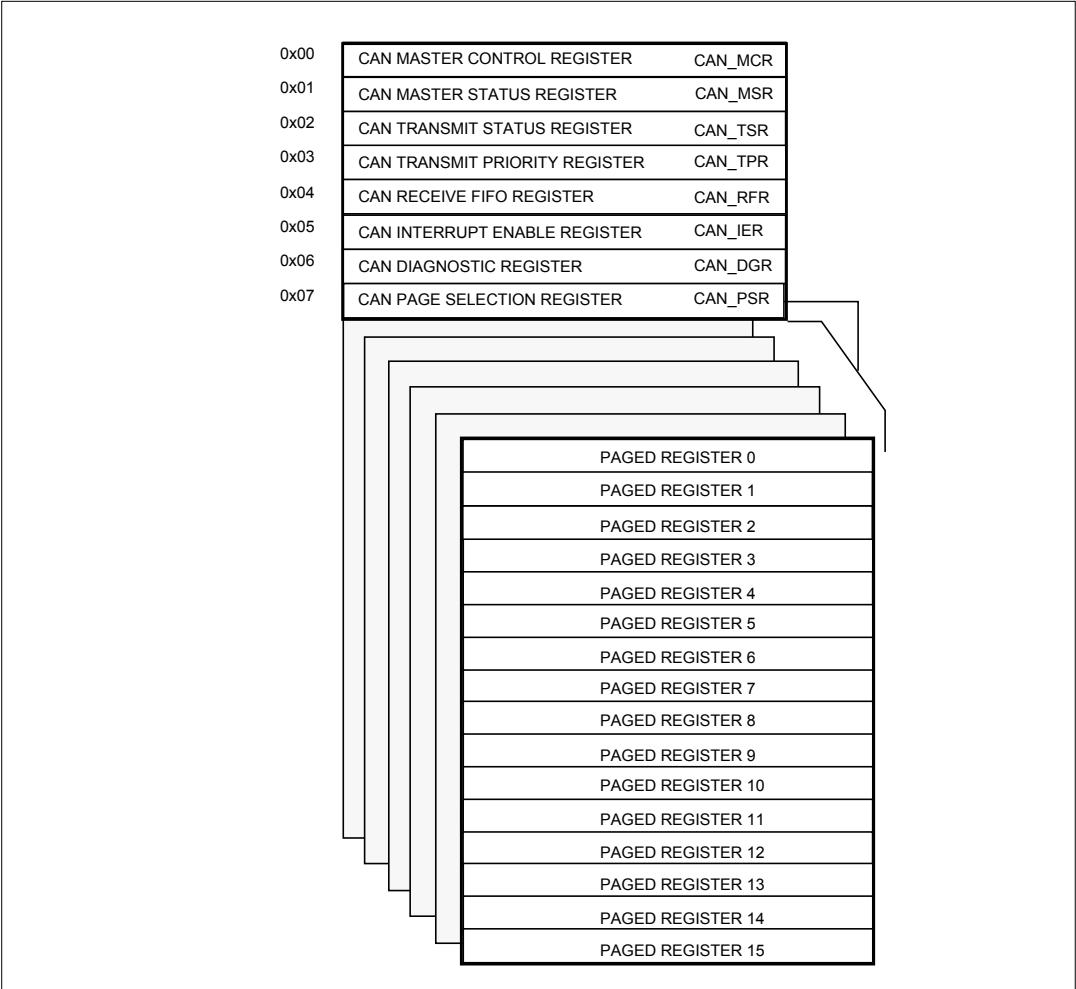 0x00 CAN MASTER CONTROL REGISTER CAN_MCR
0x01 CAN MASTER STATUS REGISTER CAN_MSR
0x02 CAN TRANSMIT STATUS REGISTER CAN_TSR
0x03 CAN TRANSMIT PRIORITY REGISTER CAN_TPR
0x04 CAN RECEIVE FIFO REGISTER CAN_RFR
0x05 CAN INTERRUPT ENABLE REGISTER CAN_IER
0x06 CAN DIAGNOSTIC REGISTER CAN_DGR
0x07 CAN PAGE SELECTION REGISTER CAN_PSR
PAGED REGISTER 0
PAGED REGISTER 1
PAGED REGISTER 2
PAGED REGISTER 3
PAGED REGISTER 4
PAGED REGISTER 5
PAGED REGISTER 6
PAGED REGISTER 7
PAGED REGISTER 8
PAGED REGISTER 9
PAGED REGISTER 10
PAGED REGISTER 11
PAGED REGISTER 12
PAGED REGISTER 13
PAGED REGISTER 14
PAGED REGISTER 15